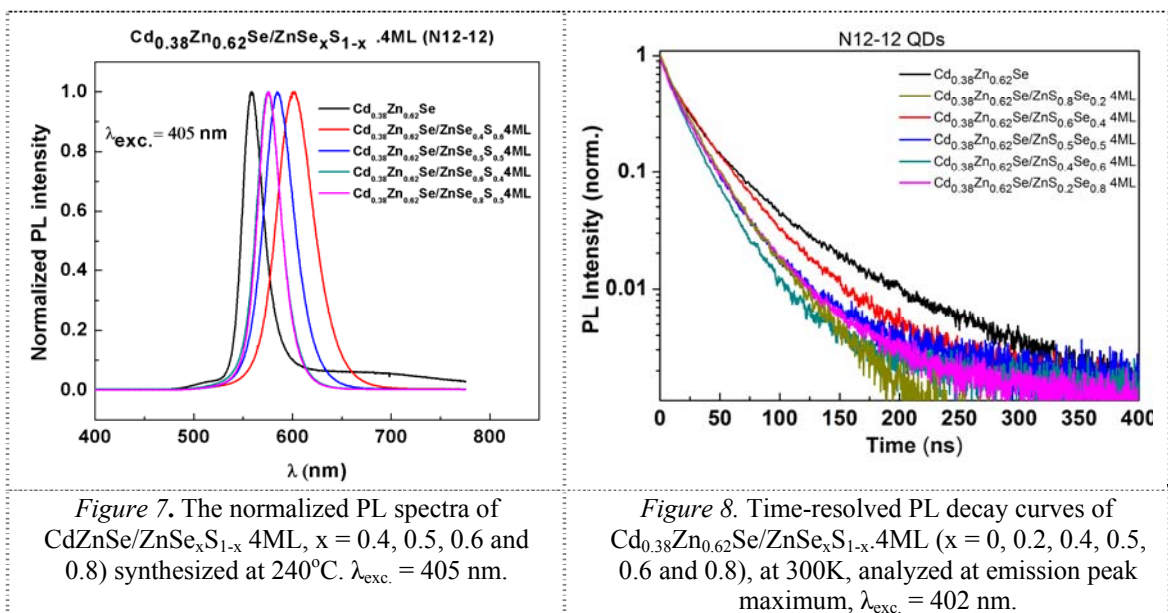 Cd0.38Zn0.62Se/ZnSexS1-x .4ML (N12-12)
1.0
0.8
0.6
0.4
0.2
0.0
Normalized PL intensity
λexc. = 405 nm
Cd0.38Zn0.62Se
Cd0.38Zn0.62Se/ZnSe0.4S0.6 4ML
Cd0.38Zn0.62Se/ZnSe0.5S0.5 4ML
Cd0.38Zn0.62Se/ZnSe0.6S0.4 4ML
Cd0.38Zn0.62Se/ZnSe0.8S0.5 4ML
400 500 600 700 800
λ (nm)
N12-12 QDs
1
0.1
0.01
PL Intensity (norm.)
Cd0.38Zn0.62Se
Cd0.38Zn0.62Se/ZnS0.8Se0.2 4ML
Cd0.38Zn0.62Se/ZnS0.6Se0.4 4ML
Cd0.38Zn0.62Se/ZnS0.5Se0.5 4ML
Cd0.38Zn0.62Se/ZnS0.4Se0.6 4ML
Cd0.38Zn0.62Se/ZnS0.2Se0.8 4ML
0 50 100 150 200 250 300 350 400
Time (ns)
Figure 7. The normalized PL spectra of
CdZnSe/ZnSexS1-x 4ML, x = 0.4, 0.5, 0.6 and
0.8) synthesized at 240°C. λexc. = 405 nm.
Figure 8. Time-resolved PL decay curves of
Cd0.38Zn0.62Se/ZnSexS1-x.4ML (x = 0, 0.2, 0.4, 0.5,
0.6 and 0.8), at 300K, analyzed at emission peak
maximum, λexc. = 402 nm.